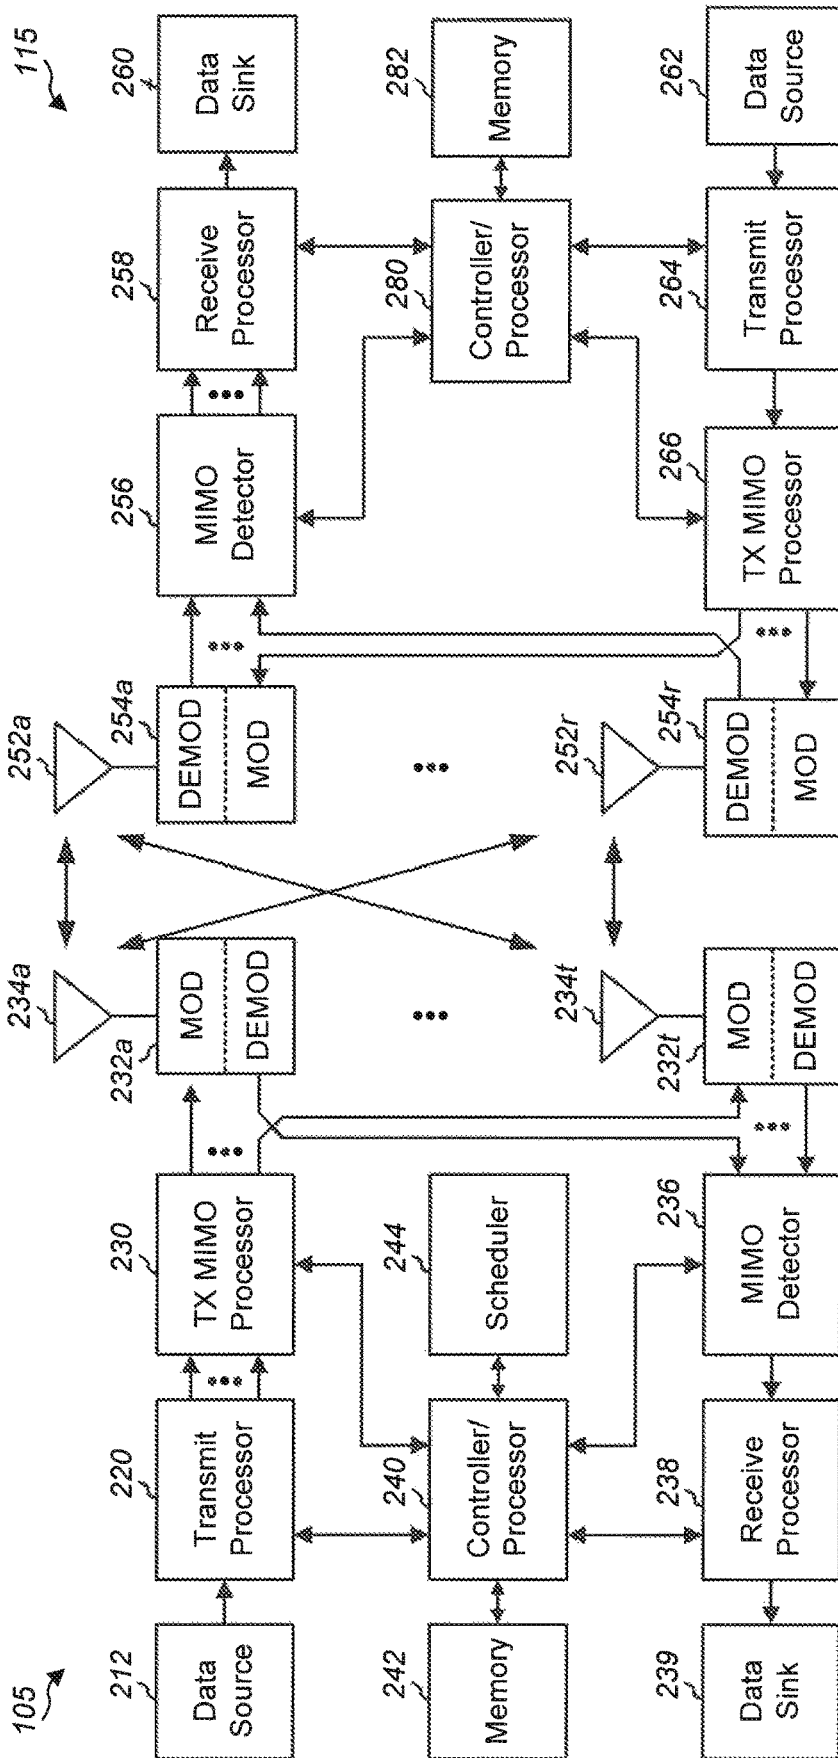 105
212
Data
Source
220
Transmit
Processor
230
TX MIMO
Processor
232a
MOD
DEMOD
234a
242
Memory
240
Controller/
Processor
244
Scheduler
239
Data
Sink
238
Receive
Processor
236
MIMO
Detector
232t
MOD
DEMOD
234t
115
252a
254a
DEMOD
MOD
256
MIMO
Detector
258
Receive
Processor
260
Data
Sink
280
Controller/
Processor
282
Memory
252r
254r
DEMOD
MOD
266
TX MIMO
Processor
264
Transmit
Processor
262
Data
Source